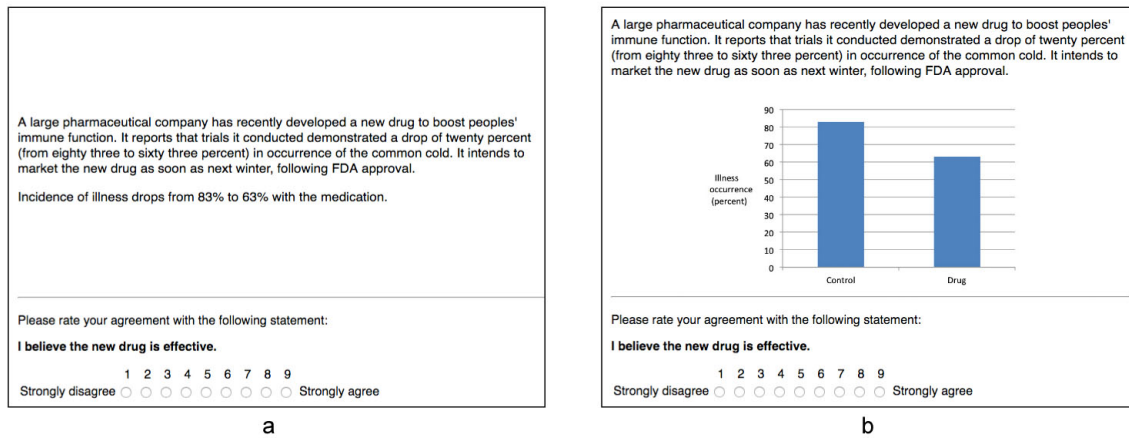 A large pharmaceutical company has recently developed a new drug to boost peoples'
immune function. It reports that trials it conducted demonstrated a drop of twenty percent
(from eighty three to sixty three percent) in occurrence of the common cold. It intends to
market the new drug as soon as next winter, following FDA approval.
Incidence of illness drops from 83% to 63% with the medication.
Please rate your agreement with the following statement:
I believe the new drug is effective.
1 2 3 4 5 6 7 8 9
Strongly disagree Strongly agree
a
A large pharmaceutical company has recently developed a new drug to boost peoples'
immune function. It reports that trials it conducted demonstrated a drop of twenty percent
(from eighty three to sixty three percent) in occurrence of the common cold. It intends to
market the new drug as soon as next winter, following FDA approval.
90
80
70
60
50
40
30
20
10
0
Illness
occurrence
(percent)
Control Drug
Please rate your agreement with the following statement:
I believe the new drug is effective.
1 2 3 4 5 6 7 8 9
Strongly disagree Strongly agree
b